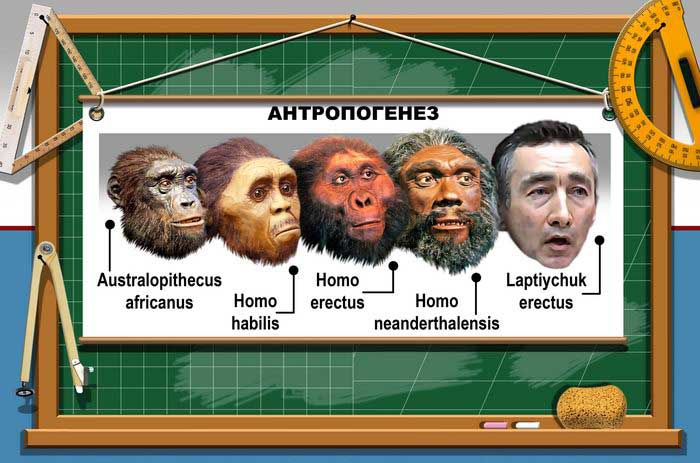 АНТРОПОГЕНЕЗ
Australopithecus
africanus
Homo
habilis
Homo
erectus
Homo
neanderthalensis
Laptiychuk
erectus